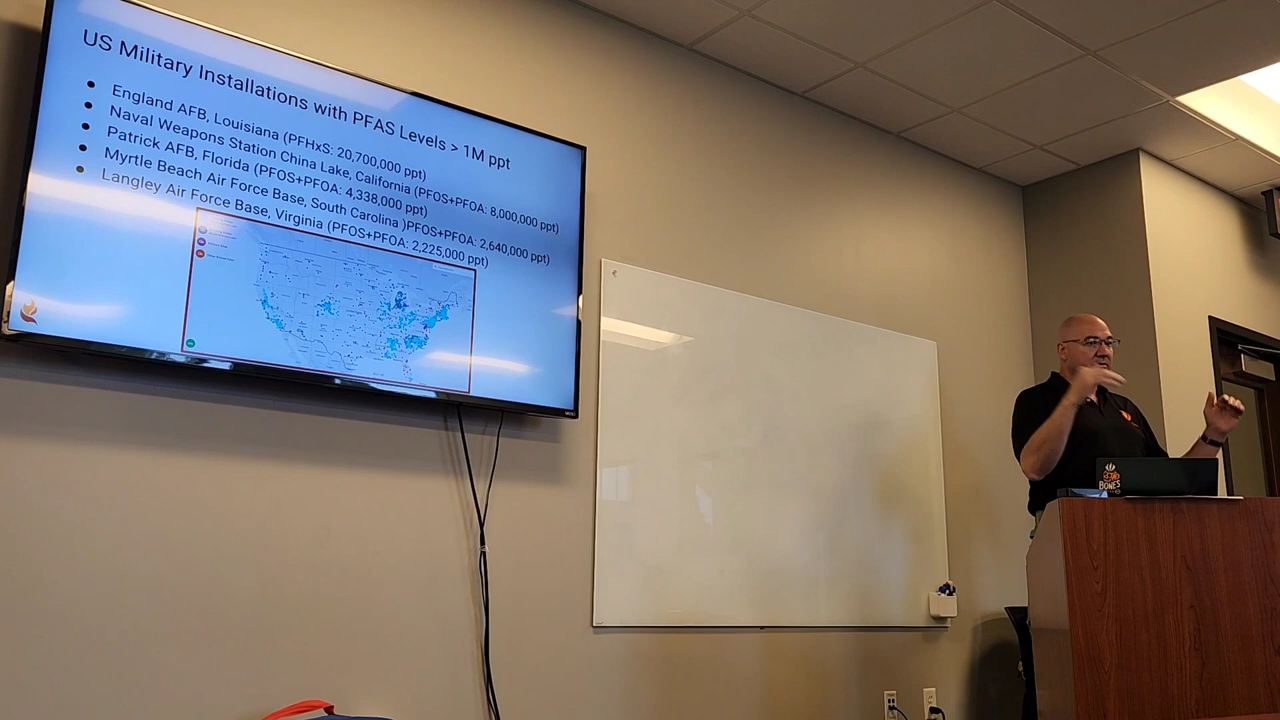 US Military Installations with PFAS Levels > 1M ppt
England AFB, Louisiana (PFHxS: 20,700,000 ppt)
Naval Weapons Station China Lake, California (PFOS+PFOA: 8,000,000 ppt)
Patrick AFB, Florida (PFOS+PFOA: 4,338,000 ppt)
Myrtle Beach Air Force Base, South Carolina )PFOS+PFOA: 2,640,000 ppt)
Langley Air Force Base, Virginia (PFOS+PFOA: 2,225,000 ppt)
BONES